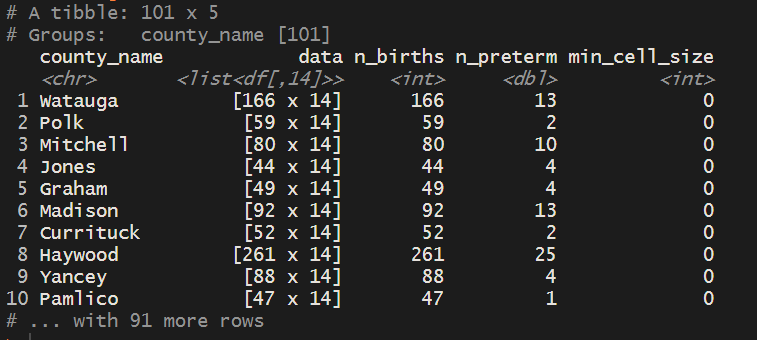 # A tibble: 101 x 5
# Groups:   county_name [101]
   county_name            data n_births n_preterm min_cell_size
   <chr>       <list<df[,14]>>    <int>     <dbl>         <int>
 1 Watauga          [166 x 14]      166        13             0
 2 Polk              [59 x 14]       59         2             0
 3 Mitchell          [80 x 14]       80        10             0
 4 Jones             [44 x 14]       44         4             0
 5 Graham            [49 x 14]       49         4             0
 6 Madison           [92 x 14]       92        13             0
 7 Currituck         [52 x 14]       52         2             0
 8 Haywood          [261 x 14]      261        25             0
 9 Yancey            [88 x 14]       88         4             0
10 Pamlico           [47 x 14]       47         1             0
# ... with 91 more rows